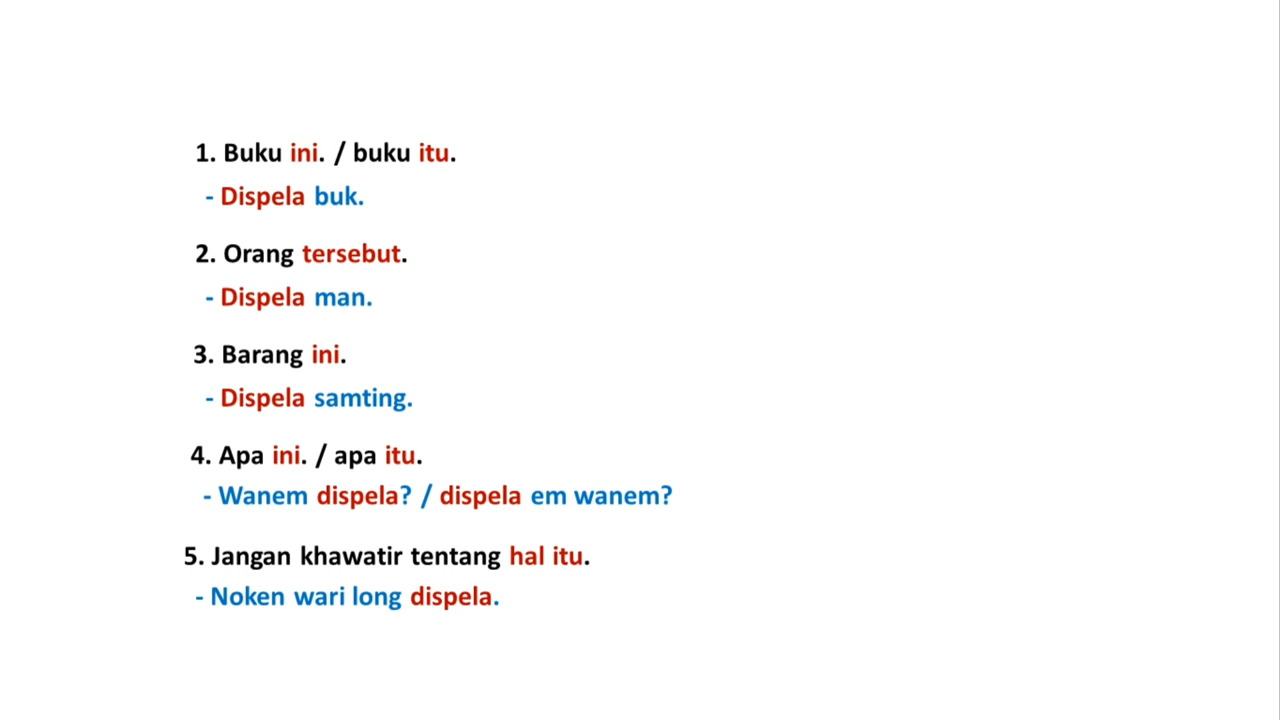 1. Buku ini. / buku itu.
- Dispela buk.
2. Orang tersebut.
- Dispela man.
3. Barang ini.
- Dispela samting.
4. Apa ini. / apa itu.
- Wanem dispela? / dispela em wanem?
5. Jangan khawatir tentang hal itu.
- Noken wari long dispela.